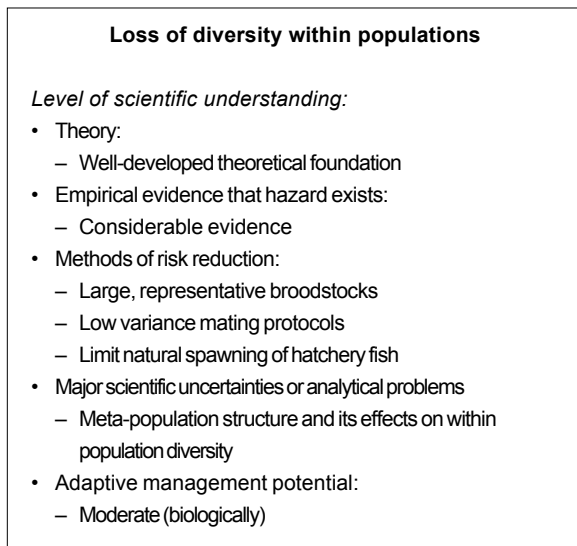 Loss of diversity within populations
Level of scientific understanding:
• Theory:
– Well-developed theoretical foundation
• Empirical evidence that hazard exists:
– Considerable evidence
• Methods of risk reduction:
– Large, representative broodstocks
– Low variance mating protocols
– Limit natural spawning of hatchery fish
• Major scientific uncertainties or analytical problems
– Meta-population structure and its effects on within
population diversity
• Adaptive management potential:
– Moderate (biologically)